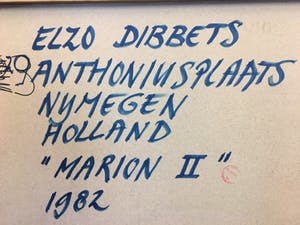 ELZO DIBBETS
ANTHONIUSPLAATS
NYMEGEN
HOLLAND
"MARION II"
1982